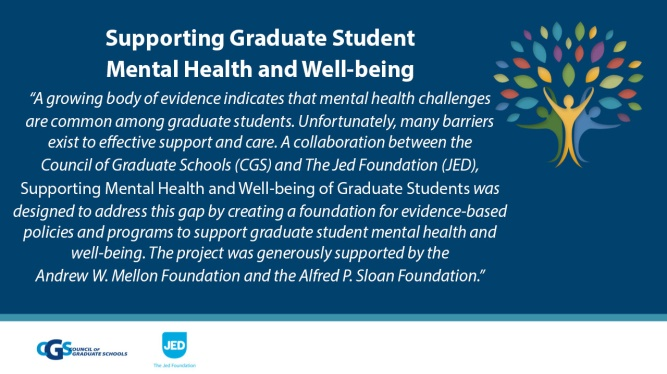 Supporting Graduate Student
Mental Health and Well-being
“A growing body of evidence indicates that mental health challenges
are common among graduate students. Unfortunately, many barriers
exist to effective support and care. A collaboration between the
Council of Graduate Schools (CGS) and The Jed Foundation (JED),
Supporting Mental Health and Well-being of Graduate Students was
designed to address this gap by creating a foundation for evidence-based
policies and programs to support graduate student mental health and
well-being. The project was generously supported by the
Andrew W. Mellon Foundation and the Alfred P. Sloan Foundation.”
CGS COUNCIL OF
GRADUATE SCHOOLS
JED
The Jed Foundation